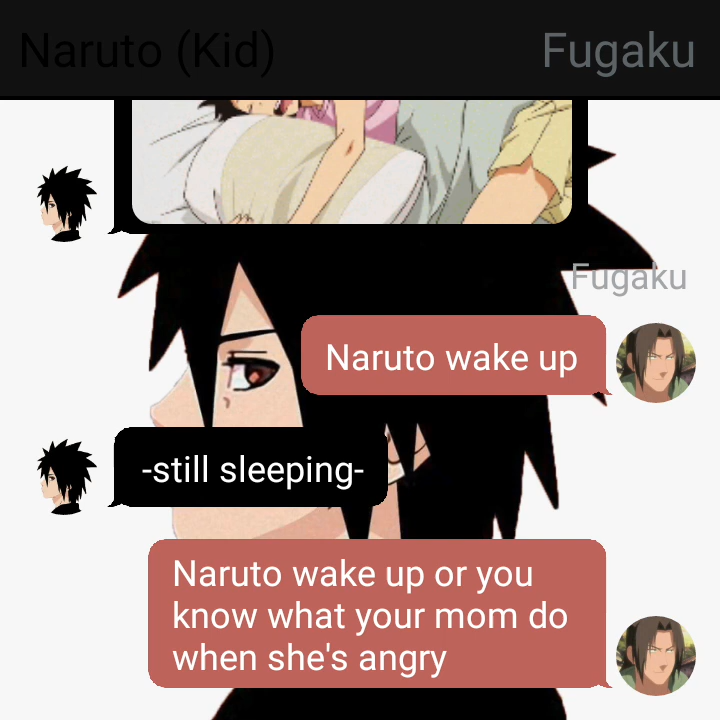 Naruto (Kid)
Fugaku
Fugaku
Naruto wake up
-still sleeping-
Naruto wake up or you
know what your mom do
when she's angry